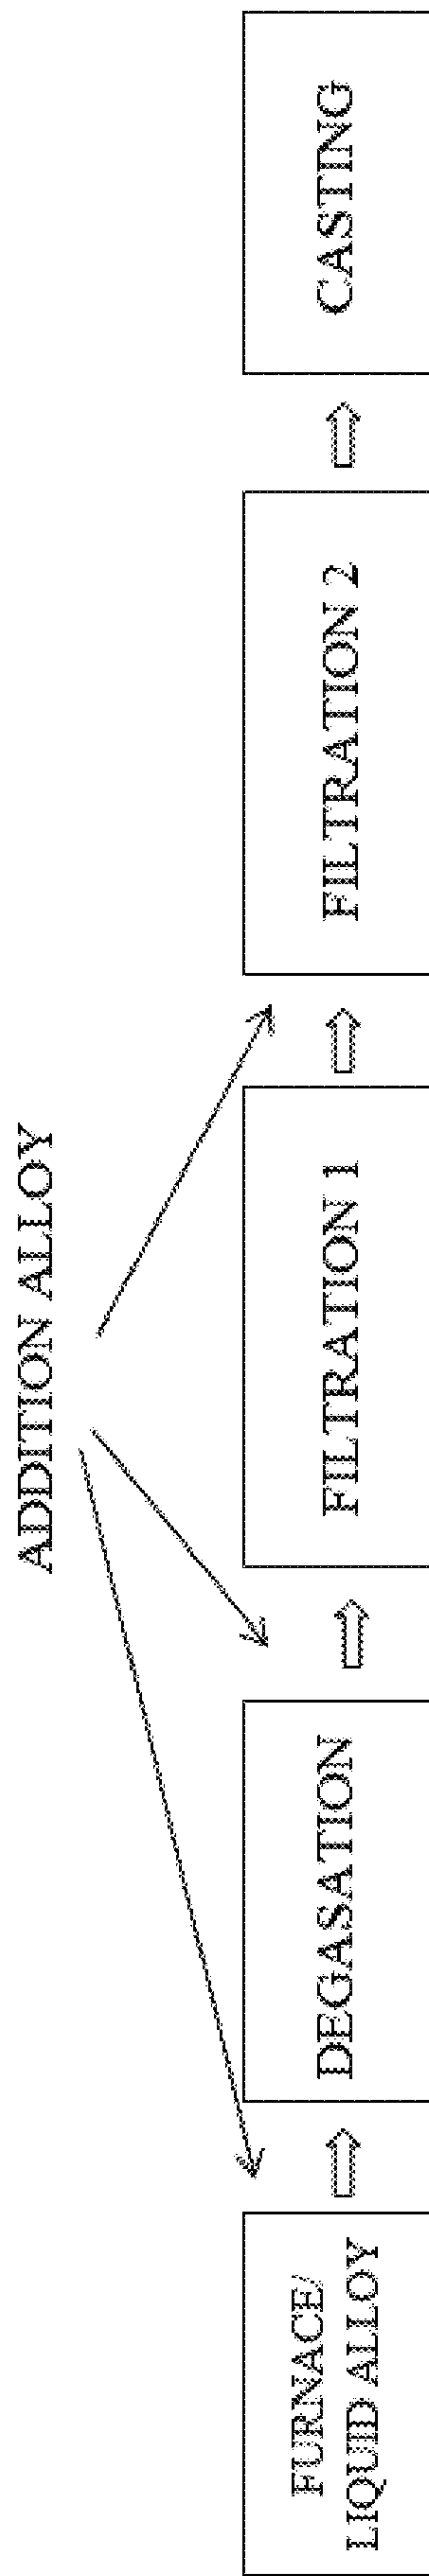 ADDITION ALLOY
FURNACE/
LIQUID ALLOY
DEGASATION
FILTRATION 1
FILTRATION 2
CASTING